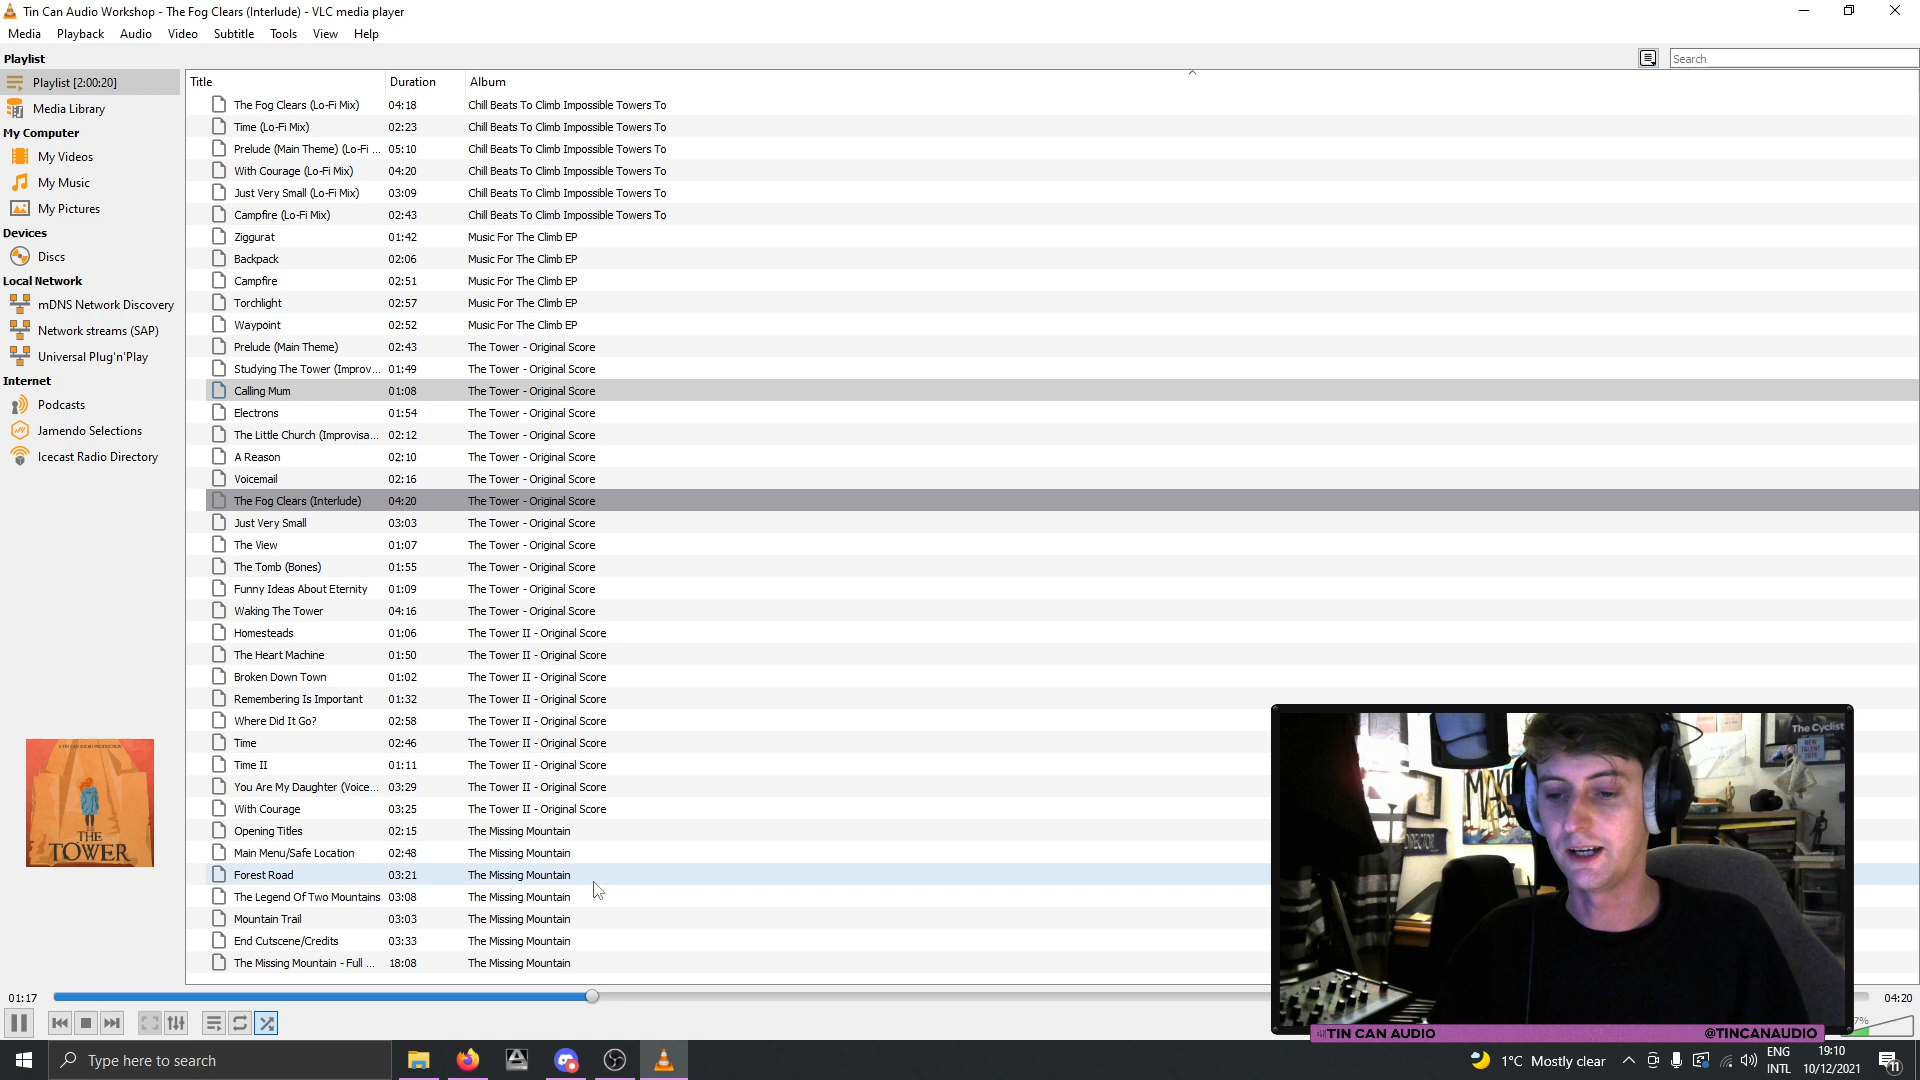 Tin Can Audio Workshop - The Fog Clears (Interlude) - VLC media player
Media Playback Audio Video Subtitle Tools View Help
Playlist
Search
Playlist [2:00:20]
Media Library
My Computer
My Videos
My Music
My Pictures
Devices
Discs
Local Network
mDNS Network Discovery
Network streams (SAP)
Universal Plug'n'Play
Internet
Podcasts
Jamendo Selections
Icecast Radio Directory
Title Duration Album
The Fog Clears (Lo-Fi Mix) 04:18 Chill Beats To Climb Impossible Towers To
Time (Lo-Fi Mix) 02:23 Chill Beats To Climb Impossible Towers To
Prelude (Main Theme) (Lo-Fi ... 05:10 Chill Beats To Climb Impossible Towers To
With Courage (Lo-Fi Mix) 04:20 Chill Beats To Climb Impossible Towers To
Just Very Small (Lo-Fi Mix) 03:09 Chill Beats To Climb Impossible Towers To
Campfire (Lo-Fi Mix) 02:43 Chill Beats To Climb Impossible Towers To
Ziggurat 01:42 Music For The Climb EP
Backpack 02:06 Music For The Climb EP
Campfire 02:51 Music For The Climb EP
Torchlight 02:57 Music For The Climb EP
Waypoint 02:52 Music For The Climb EP
Prelude (Main Theme) 02:43 The Tower - Original Score
Studying The Tower (Improv... 01:49 The Tower - Original Score
Calling Mum 01:08 The Tower - Original Score
Electrons 01:54 The Tower - Original Score
The Little Church (Improvisa... 02:12 The Tower - Original Score
A Reason 02:10 The Tower - Original Score
Voicemail 02:16 The Tower - Original Score
The Fog Clears (Interlude) 04:20 The Tower - Original Score
Just Very Small 03:03 The Tower - Original Score
The View 01:07 The Tower - Original Score
The Tomb (Bones) 01:55 The Tower - Original Score
Funny Ideas About Eternity 01:09 The Tower - Original Score
Waking The Tower 04:16 The Tower - Original Score
Homesteads 01:06 The Tower II - Original Score
The Heart Machine 01:50 The Tower II - Original Score
Broken Down Town 01:02 The Tower II - Original Score
Remembering Is Important 01:32 The Tower II - Original Score
Where Did It Go? 02:58 The Tower II - Original Score
Time 02:46 The Tower II - Original Score
Time II 01:11 The Tower II - Original Score
You Are My Daughter (Voice... 03:29 The Tower II - Original Score
With Courage 03:25 The Tower II - Original Score
Opening Titles 02:15 The Missing Mountain
Main Menu/Safe Location 02:48 The Missing Mountain
Forest Road 03:21 The Missing Mountain
The Legend Of Two Mountains 03:08 The Missing Mountain
Mountain Trail 03:03 The Missing Mountain
End Cutscene/Credits 03:33 The Missing Mountain
The Missing Mountain - Full ... 18:08 The Missing Mountain
A TIN CAN AUDIO PRODUCTION
THE
TOWER
The Cyclist
NEW
TALENT
DIRECTOR
TIN CAN AUDIO @TINCANAUDIO
01:17 04:20
7%
Type here to search
1°C Mostly clear
ENG
INTL
19:10
10/12/2021
11